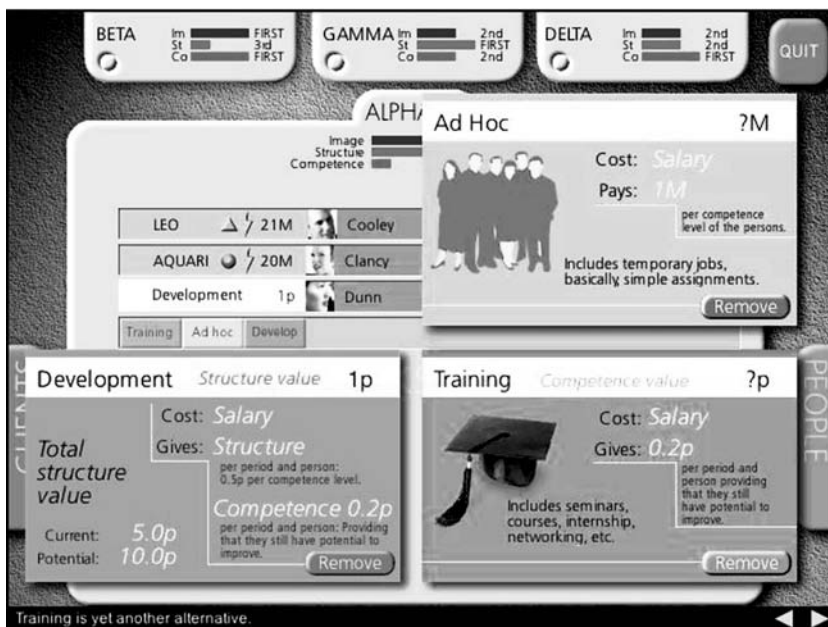 BETA
Im FIRST
St 3rd
Co FIRST
GAMMA
Im 2nd
St FIRST
Co 2nd
DELTA
Im 2nd
St 2nd
Co FIRST
QUIT
ALPHA
Image
Structure
Competence
LEO 21M Cooley
AQUARI 20M Clancy
Development 1p Dunn
Training Ad hoc Develop
Ad Hoc ?M
Cost: Salary
Pays: 1M
per competence
level of the persons.
Includes temporary jobs,
basically, simple assignments.
Remove
CLIENTS
PEOPLE
Development Structure value 1p
Cost: Salary
Gives: Structure
per period and person:
0.5p per competence level.
Competence 0.2p
per period and person: Providing
that they still have potential to
improve.
Total
structure
value
Current: 5.0p
Potential: 10.0p
Remove
Training Competence value ?p
Cost: Salary
Gives: 0.2p
per period and
person providing
that they still
have potential to
improve.
Includes seminars,
courses, internship,
networking, etc.
Remove
Training is yet another alternative.